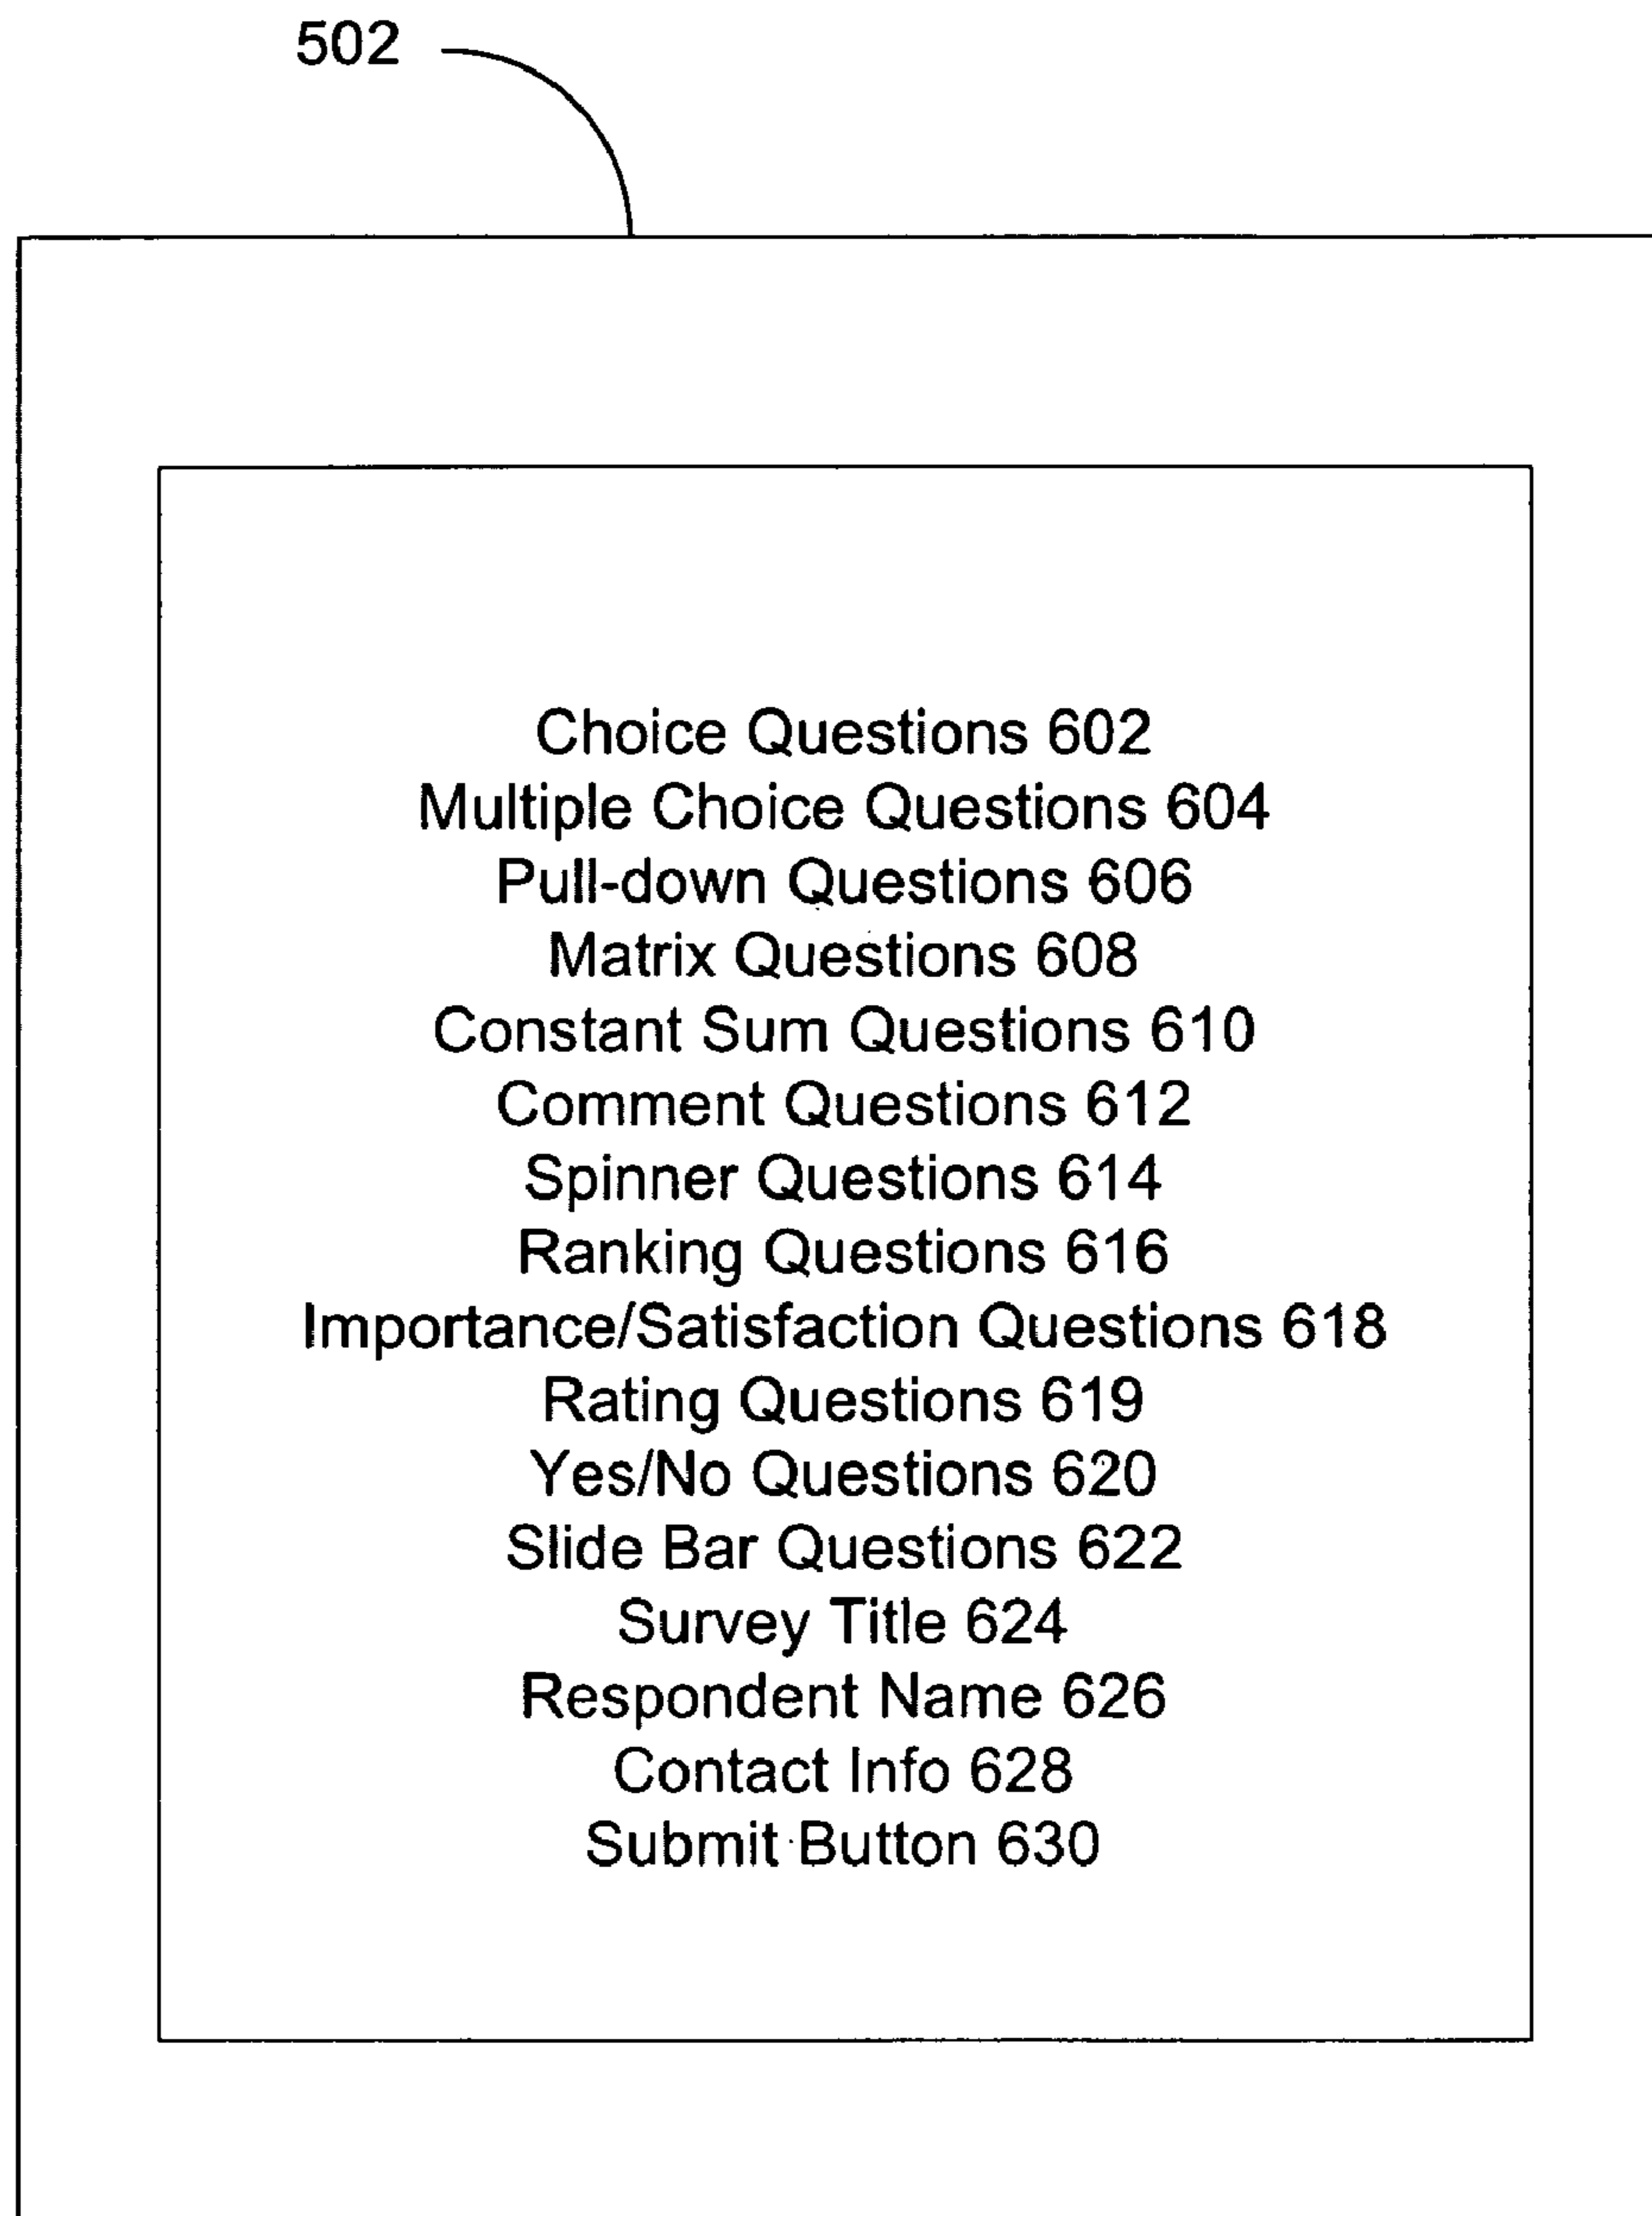 502
Choice Questions 602
Multiple Choice Questions 604
Pull-down Questions 606
Matrix Questions 608
Constant Sum Questions 610
Comment Questions 612
Spinner Questions 614
Ranking Questions 616
Importance/Satisfaction Questions 618
Rating Questions 619
Yes/No Questions 620
Slide Bar Questions 622
Survey Title 624
Respondent Name 626
Contact Info 628
Submit Button 630